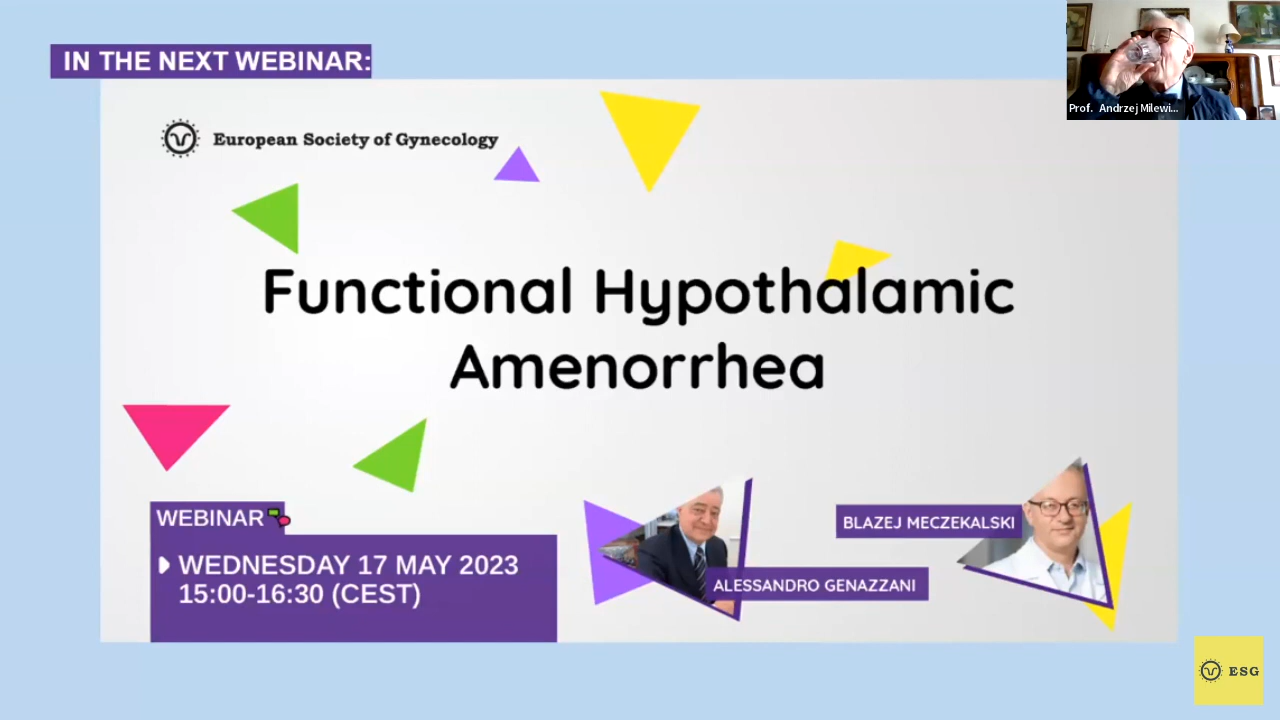 IN THE NEXT WEBINAR:
Prof. Andrzej Milewi...
European Society of Gynecology
Functional Hypothalamic
Amenorrhea
WEBINAR
WEDNESDAY 17 MAY 2023
15:00-16:30 (CEST)
BLAZEJ MECZEKALSKI
ALESSANDRO GENAZZANI
ESG